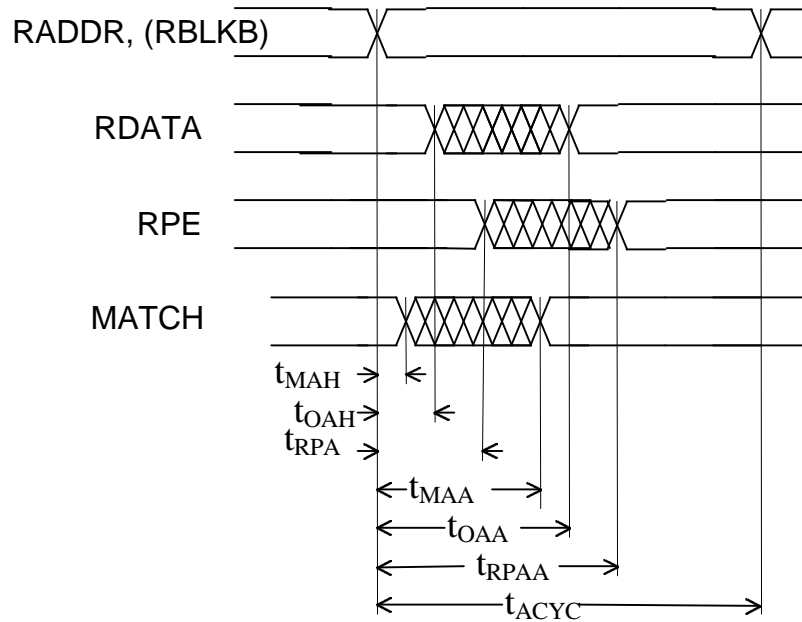 RADDR, (RBLKB)
RDATA
RPE
MATCH
tMAH
tOAH
tRPA
tMAA
tOAA
tRPAA
tACYC